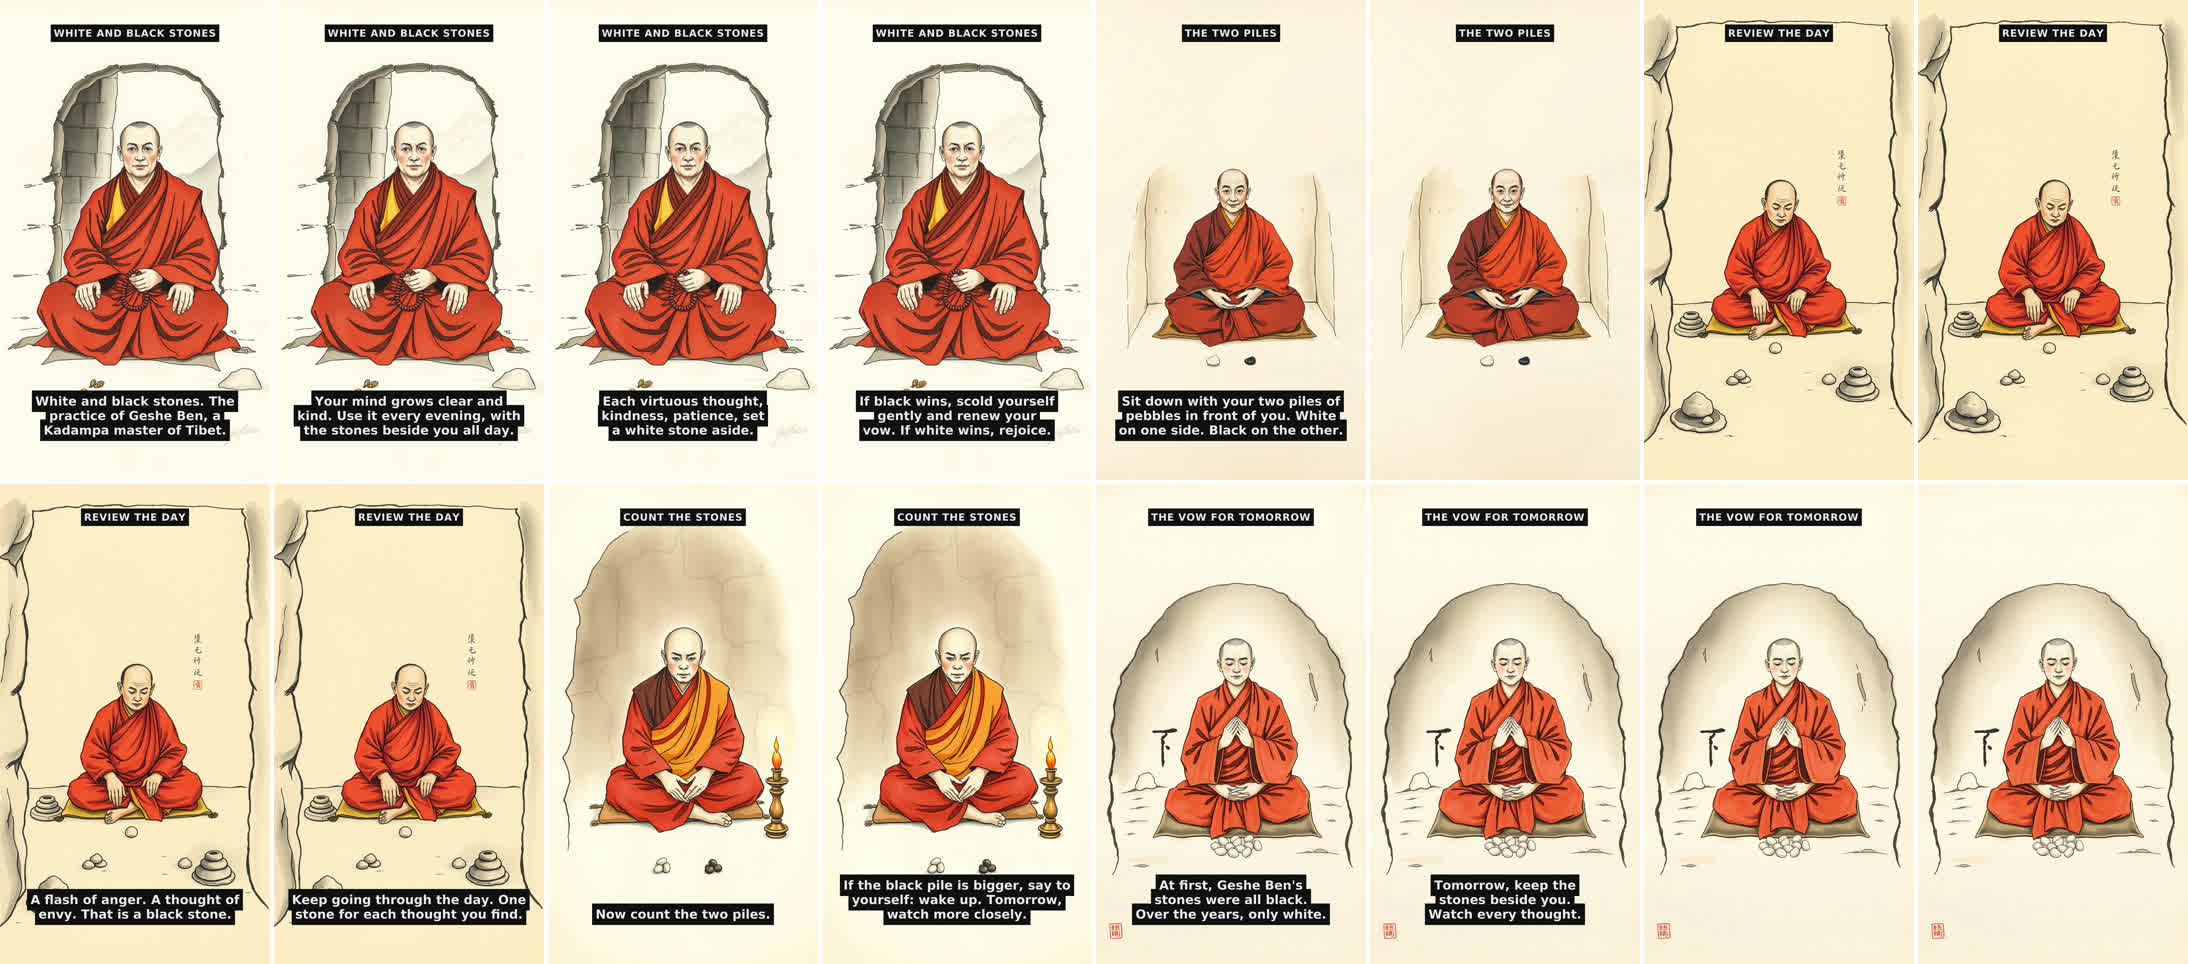 WHITE AND BLACK STONES
White and black stones. The
practice of Geshe Ben, a
Kadampa master of Tibet.
WHITE AND BLACK STONES
Your mind grows clear and
kind. Use it every evening, with
the stones beside you all day.
WHITE AND BLACK STONES
Each virtuous thought,
kindness, patience, set
a white stone aside.
WHITE AND BLACK STONES
If black wins, scold yourself
gently and renew your
vow. If white wins, rejoice.
THE TWO PILES
Sit down with your two piles of
pebbles in front of you. White
on one side. Black on the other.
THE TWO PILES
REVIEW THE DAY
REVIEW THE DAY
REVIEW THE DAY
A flash of anger. A thought of
envy. That is a black stone.
REVIEW THE DAY
Keep going through the day. One
stone for each thought you find.
COUNT THE STONES
Now count the two piles.
COUNT THE STONES
If the black pile is bigger, say to
yourself: wake up. Tomorrow,
watch more closely.
THE VOW FOR TOMORROW
At first, Geshe Ben's
stones were all black.
Over the years, only white.
THE VOW FOR TOMORROW
Tomorrow, keep the
stones beside you.
Watch every thought.
THE VOW FOR TOMORROW